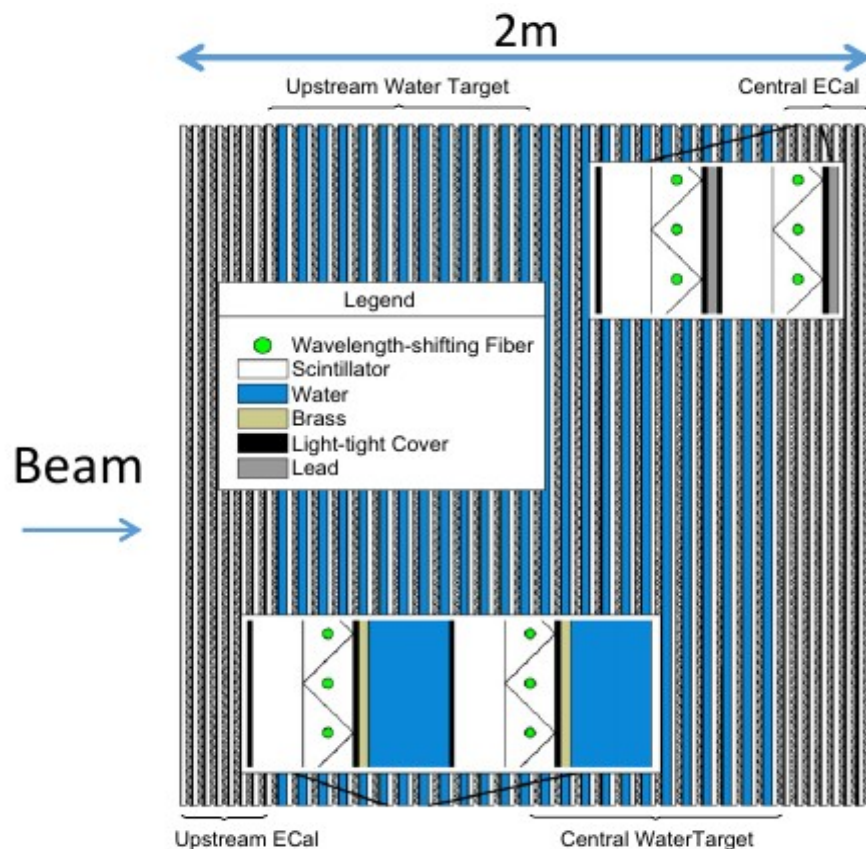 2m
Upstream Water Target
Central ECal
Legend
Wavelength-shifting Fiber
Scintillator
Water
Brass
Light-tight Cover
Lead
Beam
Upstream ECal
Central WaterTarget